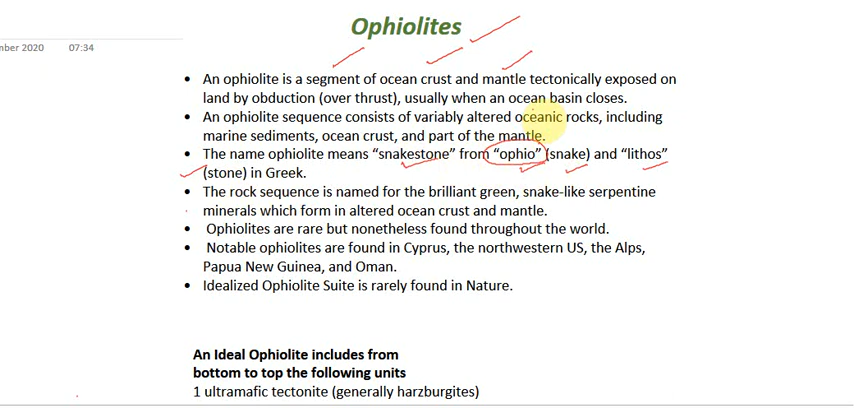 Ophiolites
mber 2020 07:34
• An ophiolite is a segment of ocean crust and mantle tectonically exposed on
land by obduction (over thrust), usually when an ocean basin closes.
• An ophiolite sequence consists of variably altered oceanic rocks, including
marine sediments, ocean crust, and part of the mantle.
• The name ophiolite means “snakestone” from “ophio” (snake) and “lithos”
(stone) in Greek.
• The rock sequence is named for the brilliant green, snake-like serpentine
minerals which form in altered ocean crust and mantle.
• Ophiolites are rare but nonetheless found throughout the world.
• Notable ophiolites are found in Cyprus, the northwestern US, the Alps,
Papua New Guinea, and Oman.
• Idealized Ophiolite Suite is rarely found in Nature.
An Ideal Ophiolite includes from
bottom to top the following units
1 ultramafic tectonite (generally harzburgites)